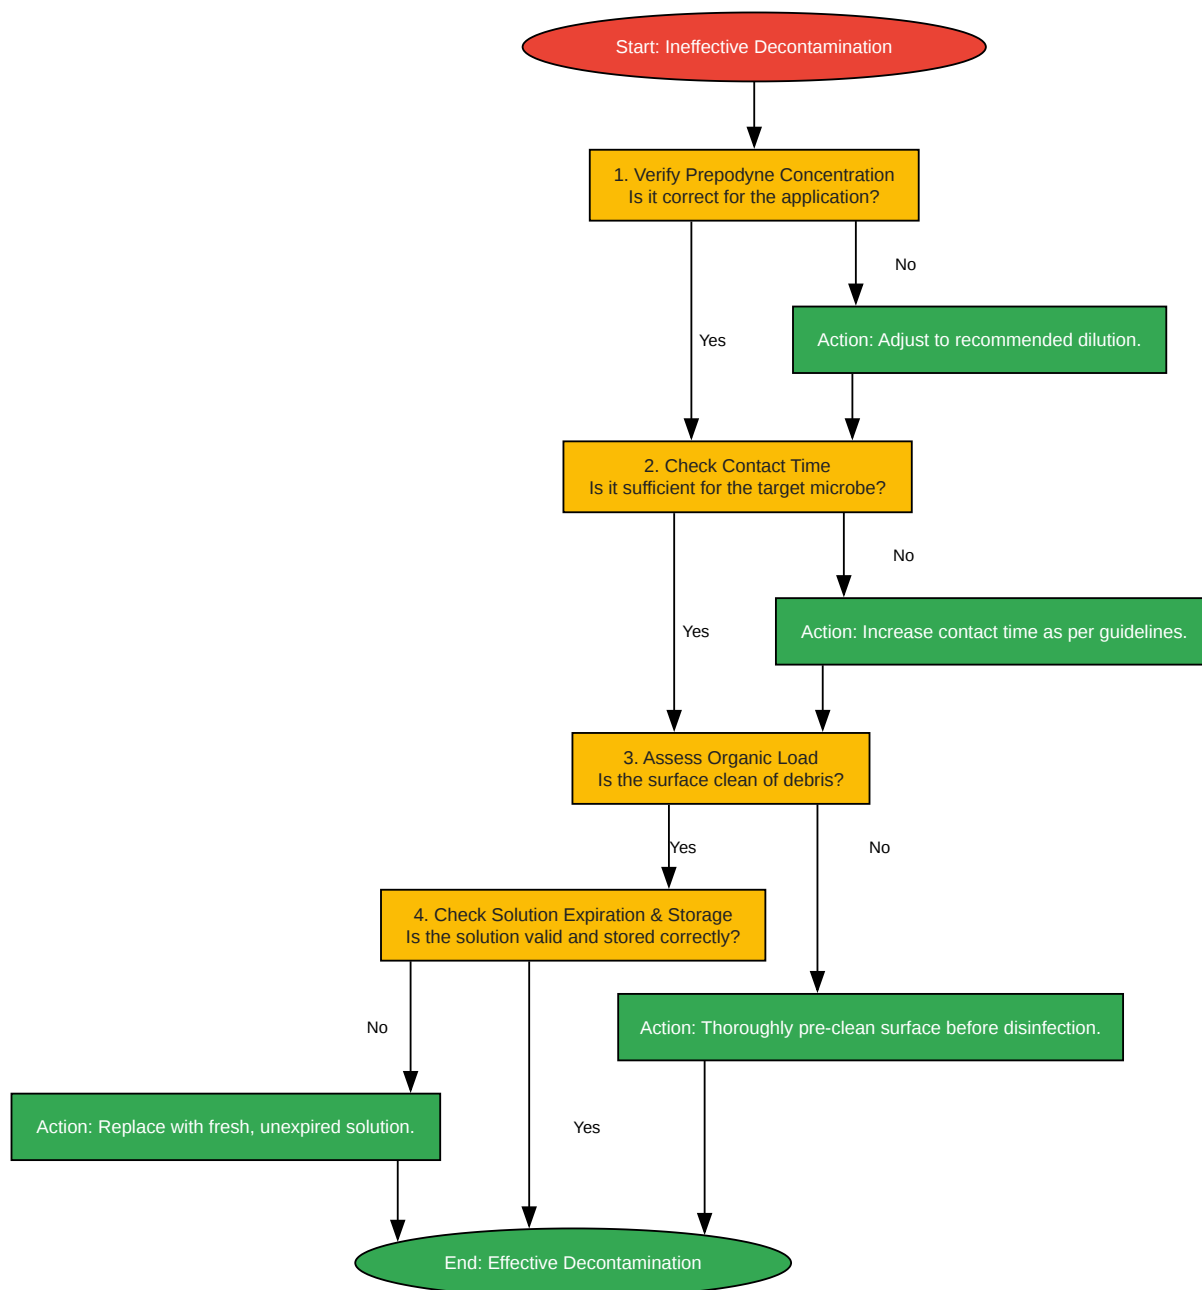 Start: Ineffective Decontamination
1. Verify Prepodyne Concentration
Is it correct for the application?
No
Yes
Action: Adjust to recommended dilution.
2. Check Contact Time
Is it sufficient for the target microbe?
No
Yes
Action: Increase contact time as per guidelines.
3. Assess Organic Load
Is the surface clean of debris?
Yes
No
4. Check Solution Expiration & Storage
Is the solution valid and stored correctly?
No
Action: Thoroughly pre-clean surface before disinfection.
Action: Replace with fresh, unexpired solution.
Yes
End: Effective Decontamination